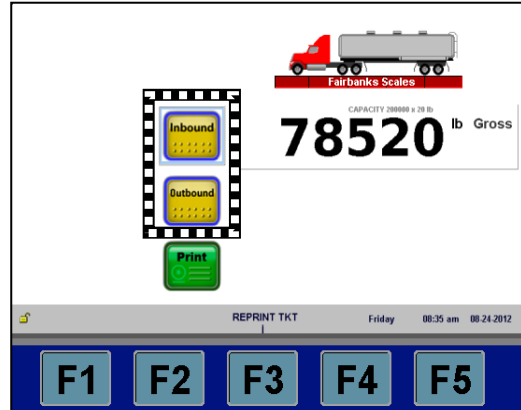 Fairbanks Scales
CAPACITY 200000 x 20 lb
78520 lb Gross
Inbound
Outbound
Print
REPRINT TKT Friday 08:35 am 08-24-2012
F1 F2 F3 F4 F5